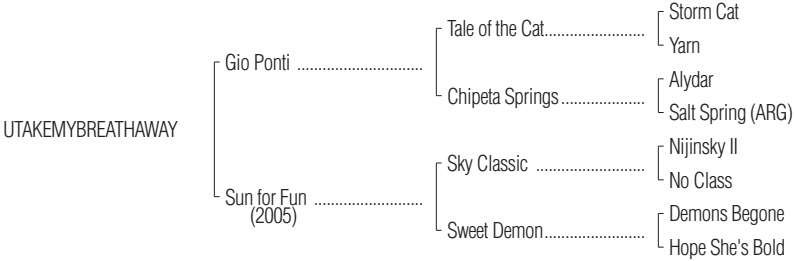 Storm Cat
Tale of the Cat
Yarn
Gio Ponti
Alydar
Chipeta Springs
Salt Spring (ARG)
UTAKEMYBREATHAWAY
Nijinsky II
Sky Classic
No Class
Sun for Fun
(2005)
Demons Begone
Sweet Demon
Hope She's Bold